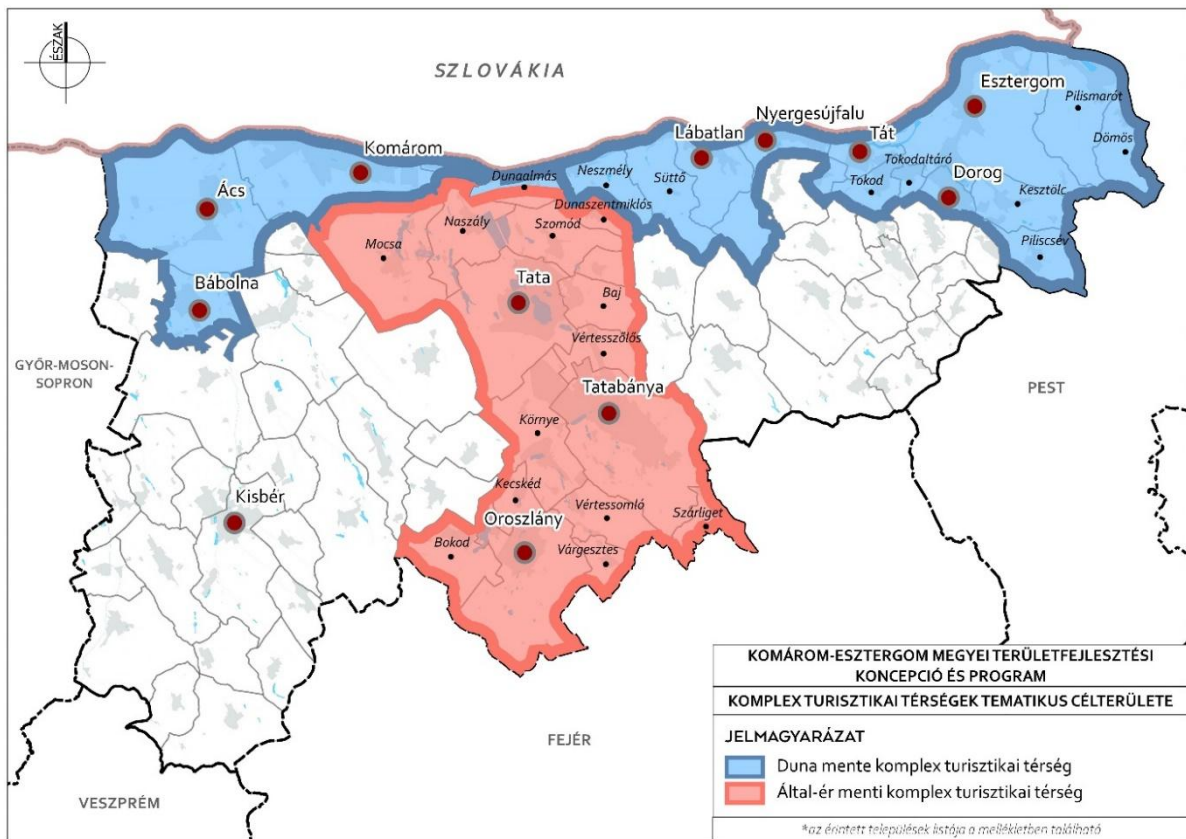 ÉSZAK
SZLOVÁKIA
Esztergom
Pilismarót
Nyergesújfalu
Lábatlan
Tát
Dömös
Komárom
Tokodaltáró
Dunaalmás
Neszmély
Süttő
Tokod
Dorog
Kesztölc
Ács
Dunaszentmiklós
Naszály
Szomód
Mocsa
Piliscsév
Bábolna
Tata
Baj
Vértesszőlős
GYŐR-MOSON-
SOPRON
Tatabánya
PEST
Környe
Kecskéd
Kisbér
Oroszlány
Vértessomló
Szárliget
Bokod
Várgesztes
FEJÉR
VESZPRÉM
KOMÁROM-ESZTERGOM MEGYEI TERÜLETFEJLESZTÉSI
KONCEPCIÓ ÉS PROGRAM
KOMPLEX TURISZTIKAI TÉRSÉGEK TEMATIKUS CÉLTERÜLETE
JELMAGYARÁZAT
Duna mente komplex turisztikai térség
Által-ér menti komplex turisztikai térség
*az érintett települések listája a mellékletben található